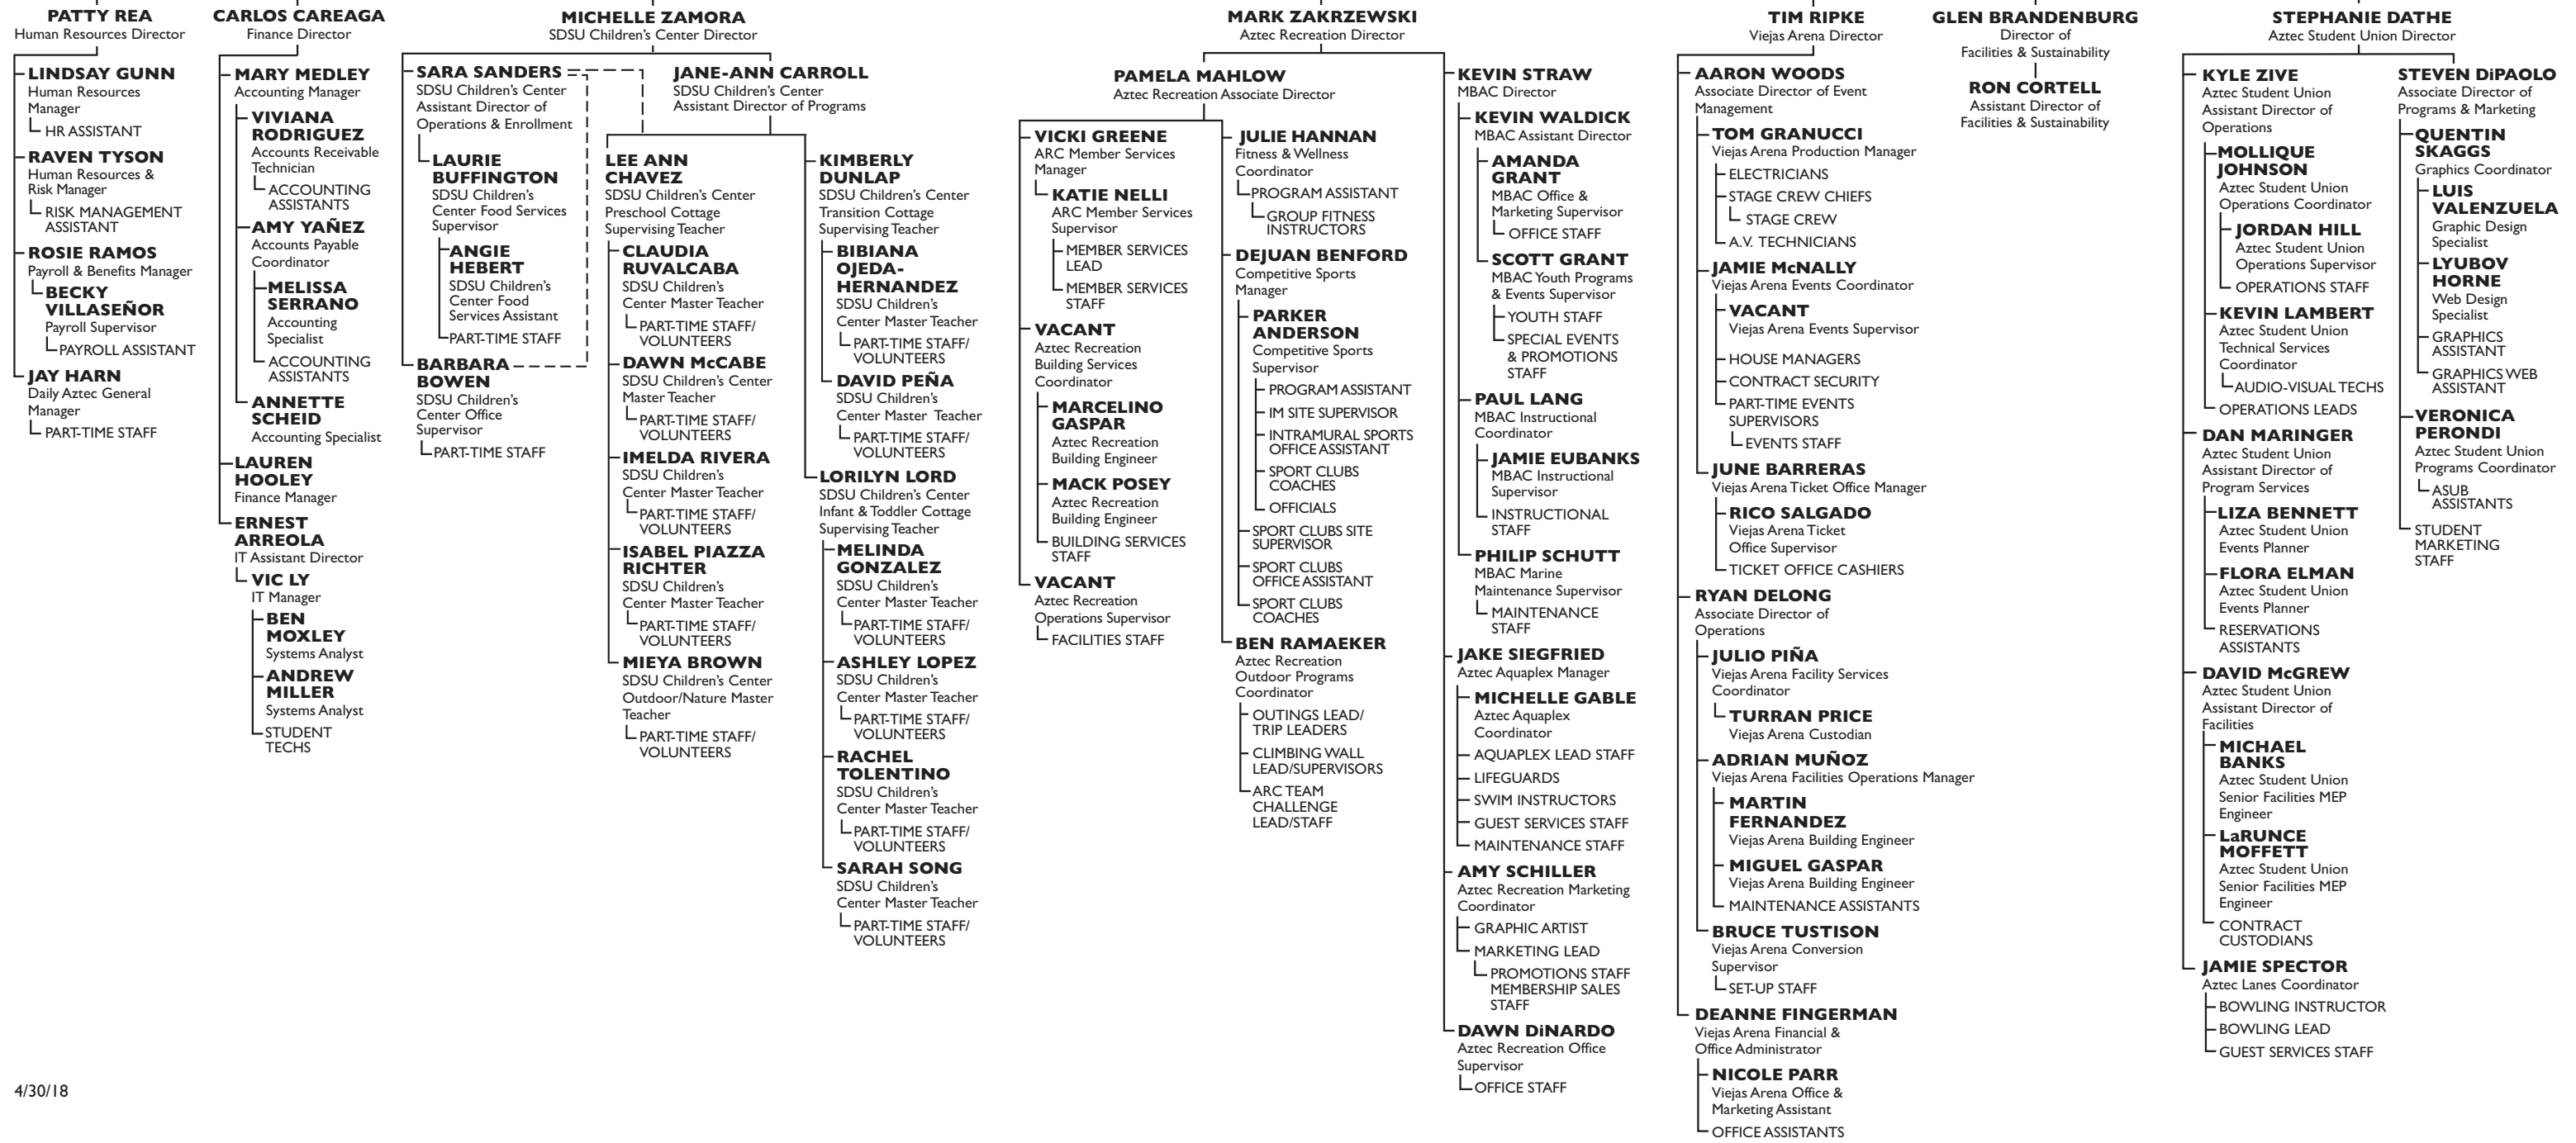 PATTY REA
Human Resources Director
LINDSAY GUNN
Human Resources
Manager
HR ASSISTANT
RAVEN TYSON
Human Resources &
Risk Manager
RISK MANAGEMENT
ASSISTANT
ROSIE RAMOS
Payroll & Benefits Manager
BECKY
VILLASEÑOR
Payroll Supervisor
PAYROLL ASSISTANT
JAY HARN
Daily Aztec General
Manager
PART-TIME STAFF
CARLOS CAREAGA
Finance Director
MARY MEDLEY
Accounting Manager
VIVIANA
RODRIGUEZ
Accounts Receivable
Technician
ACCOUNTING
ASSISTANTS
AMY YAÑEZ
Accounts Payable
Coordinator
MELISSA
SERRANO
Accounting
Specialist
ACCOUNTING
ASSISTANTS
ANNETTE
SCHEID
Accounting Specialist
LAUREN
HOOLEY
Finance Manager
ERNEST
ARREOLA
IT Assistant Director
VIC LY
IT Manager
BEN
MOXLEY
Systems Analyst
ANDREW
MILLER
Systems Analyst
STUDENT
TECHS
MICHELLE ZAMORA
SDSU Children's Center Director
SARA SANDERS
SDSU Children's Center
Assistant Director of
Operations & Enrollment
LAURIE
BUFFINGTON
SDSU Children's
Center Food Services
Supervisor
ANGIE
HEBERT
SDSU Children's
Center Food
Services Assistant
PART-TIME STAFF
BARBARA
BOWEN
SDSU Children's
Center Office
Supervisor
PART-TIME STAFF
JANE-ANN CARROLL
SDSU Children's Center
Assistant Director of Programs
LEE ANN
CHAVEZ
SDSU Children's Center
Preschool Cottage
Supervising Teacher
CLAUDIA
RUVALCABA
SDSU Children's
Center Master Teacher
PART-TIME STAFF/
VOLUNTEERS
DAWN McCABE
SDSU Children's Center
Master Teacher
PART-TIME STAFF/
VOLUNTEERS
IMELDA RIVERA
SDSU Children's
Center Master Teacher
PART-TIME STAFF/
VOLUNTEERS
ISABEL PIAZZA
RICHTER
SDSU Children's
Center Master Teacher
PART-TIME STAFF/
VOLUNTEERS
MIEYA BROWN
SDSU Children's Center
Outdoor/Nature Master
Teacher
PART-TIME STAFF/
VOLUNTEERS
KIMBERLY
DUNLAP
SDSU Children's Center
Transition Cottage
Supervising Teacher
BIBIANA
OJEDA-
HERNANDEZ
SDSU Children's
Center Master Teacher
PART-TIME STAFF/
VOLUNTEERS
DAVID PEÑA
SDSU Children's
Center Master Teacher
PART-TIME STAFF/
VOLUNTEERS
LORILYN LORD
SDSU Children's Center
Infant & Toddler Cottage
Supervising Teacher
MELINDA
GONZALEZ
SDSU Children's
Center Master Teacher
PART-TIME STAFF/
VOLUNTEERS
ASHLEY LOPEZ
SDSU Children's
Center Master Teacher
PART-TIME STAFF/
VOLUNTEERS
RACHEL
TOLENTINO
SDSU Children's
Center Master Teacher
PART-TIME STAFF/
VOLUNTEERS
SARAH SONG
SDSU Children's
Center Master Teacher
PART-TIME STAFF/
VOLUNTEERS
MARK ZAKRZEWSKI
Aztec Recreation Director
PAMELA MAHLOW
Aztec Recreation Associate Director
VICKI GREENE
ARC Member Services
Manager
KATIE NELLI
ARC Member Services
Supervisor
MEMBER SERVICES
LEAD
MEMBER SERVICES
STAFF
VACANT
Aztec Recreation
Building Services
Coordinator
MARCELINO
GASPAR
Aztec Recreation
Building Engineer
MACK POSEY
Aztec Recreation
Building Engineer
BUILDING SERVICES
STAFF
VACANT
Aztec Recreation
Operations Supervisor
FACILITIES STAFF
JULIE HANNAN
Fitness & Wellness
Coordinator
PROGRAM ASSISTANT
GROUP FITNESS
INSTRUCTORS
DEJUAN BENFORD
Competitive Sports
Manager
PARKER
ANDERSON
Competitive Sports
Supervisor
PROGRAM ASSISTANT
IM SITE SUPERVISOR
INTRAMURAL SPORTS
OFFICE ASSISTANT
SPORT CLUBS
COACHES
OFFICIALS
SPORT CLUBS SITE
SUPERVISOR
SPORT CLUBS
OFFICE ASSISTANT
SPORT CLUBS
COACHES
BEN RAMAEKER
Aztec Recreation
Outdoor Programs
Coordinator
OUTINGS LEAD/
TRIP LEADERS
CLIMBING WALL
LEAD/SUPERVISORS
ARC TEAM
CHALLENGE
LEAD/STAFF
KEVIN STRAW
MBAC Director
KEVIN WALDICK
MBAC Assistant Director
AMANDA
GRANT
MBAC Office &
Marketing Supervisor
OFFICE STAFF
SCOTT GRANT
MBAC Youth Programs
& Events Supervisor
YOUTH STAFF
SPECIAL EVENTS
& PROMOTIONS
STAFF
PAUL LANG
MBAC Instructional
Coordinator
JAMIE EUBANKS
MBAC Instructional
Supervisor
INSTRUCTIONAL
STAFF
PHILIP SCHUTT
MBAC Marine
Maintenance Supervisor
MAINTENANCE
STAFF
JAKE SIEGFRIED
Aztec Aquaplex Manager
MICHELLE GABLE
Aztec Aquaplex
Coordinator
AQUAPLEX LEAD STAFF
LIFEGUARDS
SWIM INSTRUCTORS
GUEST SERVICES STAFF
MAINTENANCE STAFF
AMY SCHILLER
Aztec Recreation Marketing
Coordinator
GRAPHIC ARTIST
MARKETING LEAD
PROMOTIONS STAFF
MEMBERSHIP SALES
STAFF
DAWN DiNARDO
Aztec Recreation Office
Supervisor
OFFICE STAFF
TIM RIPKE
Viejas Arena Director
AARON WOODS
Associate Director of Event
Management
TOM GRANUCCI
Viejas Arena Production Manager
ELECTRICIANS
STAGE CREW CHIEFS
STAGE CREW
A.V. TECHNICIANS
JAMIE McNALLY
Viejas Arena Events Coordinator
VACANT
Viejas Arena Events Supervisor
HOUSE MANAGERS
CONTRACT SECURITY
PART-TIME EVENTS
SUPERVISORS
EVENTS STAFF
JUNE BARRERAS
Viejas Arena Ticket Office Manager
RICO SALGADO
Viejas Arena Ticket
Office Supervisor
TICKET OFFICE CASHIERS
RYAN DELONG
Associate Director of
Operations
JULIO PIÑA
Viejas Arena Facility Services
Coordinator
TURRAN PRICE
Viejas Arena Custodian
ADRIAN MUÑOZ
Viejas Arena Facilities Operations Manager
MARTIN
FERNANDEZ
Viejas Arena Building Engineer
MIGUEL GASPAR
Viejas Arena Building Engineer
MAINTENANCE ASSISTANTS
BRUCE TUSTISON
Viejas Arena Conversion
Supervisor
SET-UP STAFF
DEANNE FINGERMAN
Viejas Arena Financial &
Office Administrator
NICOLE PARR
Viejas Arena Office &
Marketing Assistant
OFFICE ASSISTANTS
GLEN BRANDENBURG
Director of
Facilities & Sustainability
RON CORTELL
Assistant Director of
Facilities & Sustainability
STEPHANIE DATHE
Aztec Student Union Director
KYLE ZIVE
Aztec Student Union
Assistant Director of
Operations
MOLLIQUE
JOHNSON
Aztec Student Union
Operations Coordinator
JORDAN HILL
Aztec Student Union
Operations Supervisor
OPERATIONS STAFF
KEVIN LAMBERT
Aztec Student Union
Technical Services
Coordinator
AUDIO-VISUAL TECHS
OPERATIONS LEADS
DAN MARINGER
Aztec Student Union
Assistant Director of
Program Services
LIZA BENNETT
Aztec Student Union
Events Planner
FLORA ELMAN
Aztec Student Union
Events Planner
RESERVATIONS
ASSISTANTS
DAVID McGREW
Aztec Student Union
Assistant Director of
Facilities
MICHAEL
BANKS
Aztec Student Union
Senior Facilities MEP
Engineer
LaRUNCE
MOFFETT
Aztec Student Union
Senior Facilities MEP
Engineer
CONTRACT
CUSTODIANS
JAMIE SPECTOR
Aztec Lanes Coordinator
BOWLING INSTRUCTOR
BOWLING LEAD
GUEST SERVICES STAFF
STEVEN DiPAOLO
Associate Director of
Programs & Marketing
QUENTIN
SKAGGS
Graphics Coordinator
LUIS
VALENZUELA
Graphic Design
Specialist
LYUBOV
HORNE
Web Design
Specialist
GRAPHICS
ASSISTANT
GRAPHICS WEB
ASSISTANT
VERONICA
PERONDI
Aztec Student Union
Programs Coordinator
ASUB
ASSISTANTS
STUDENT
MARKETING
STAFF
4/30/18